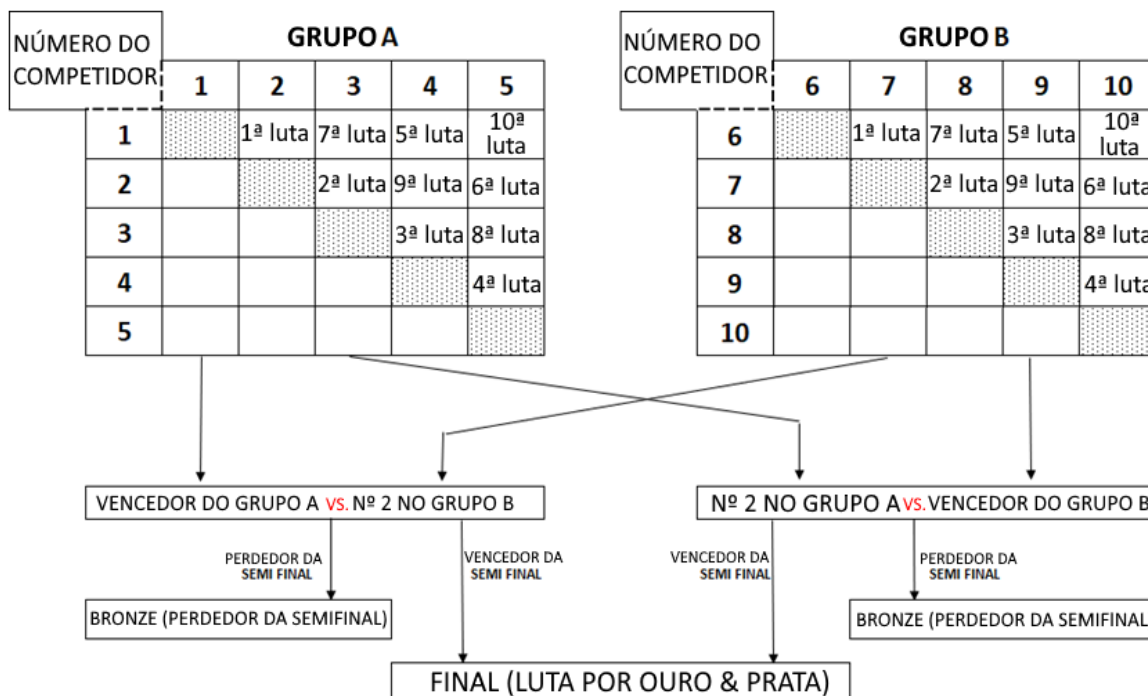 NÚMERO DO
COMPETIDOR
GRUPO A
1 2 3 4 5
1 1ª luta 7ª luta 5ª luta 10ª luta
2 2ª luta 9ª luta 6ª luta
3 3ª luta 8ª luta
4 4ª luta
5
NÚMERO DO
COMPETIDOR
GRUPO B
6 7 8 9 10
6 1ª luta 7ª luta 5ª luta 10ª luta
7 2ª luta 9ª luta 6ª luta
8 3ª luta 8ª luta
9 4ª luta
10
VENCEDOR DO GRUPO A VS. Nº 2 NO GRUPO B
Nº 2 NO GRUPO A VS. VENCEDOR DO GRUPO B
PERDEDOR DA
SEMI FINAL
VENCEDOR DA
SEMI FINAL
VENCEDOR DA
SEMI FINAL
PERDEDOR DA
SEMI FINAL
BRONZE (PERDEDOR DA SEMIFINAL)
BRONZE (PERDEDOR DA SEMIFINAL
FINAL (LUTA POR OURO & PRATA)